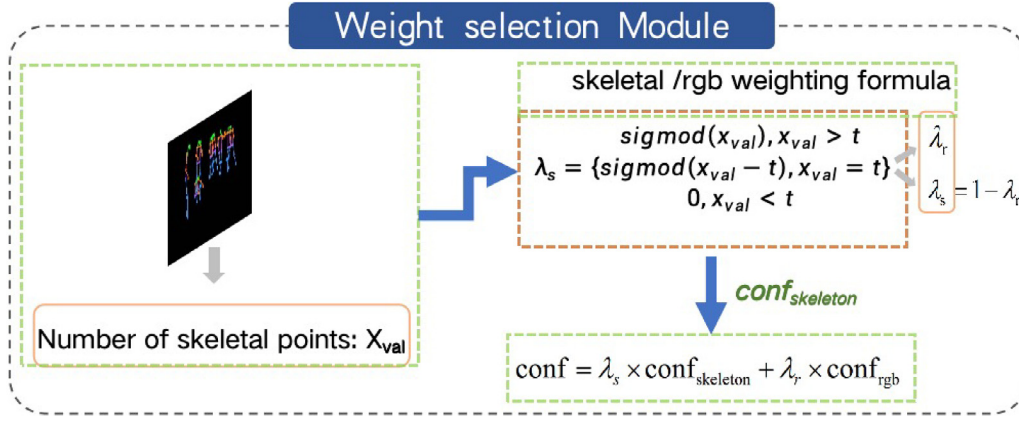 Weight selection Module
Number of skeletal points: X_val
skeletal /rgb weighting formula
sigmod(x_val), x_val > t
λ_s = {sigmod(x_val − t), x_val = t}
0, x_val < t
λ_r
λ_s = 1 − λ_r
conf_skeleton
conf = λ_s × conf_skeleton + λ_r × conf_rgb